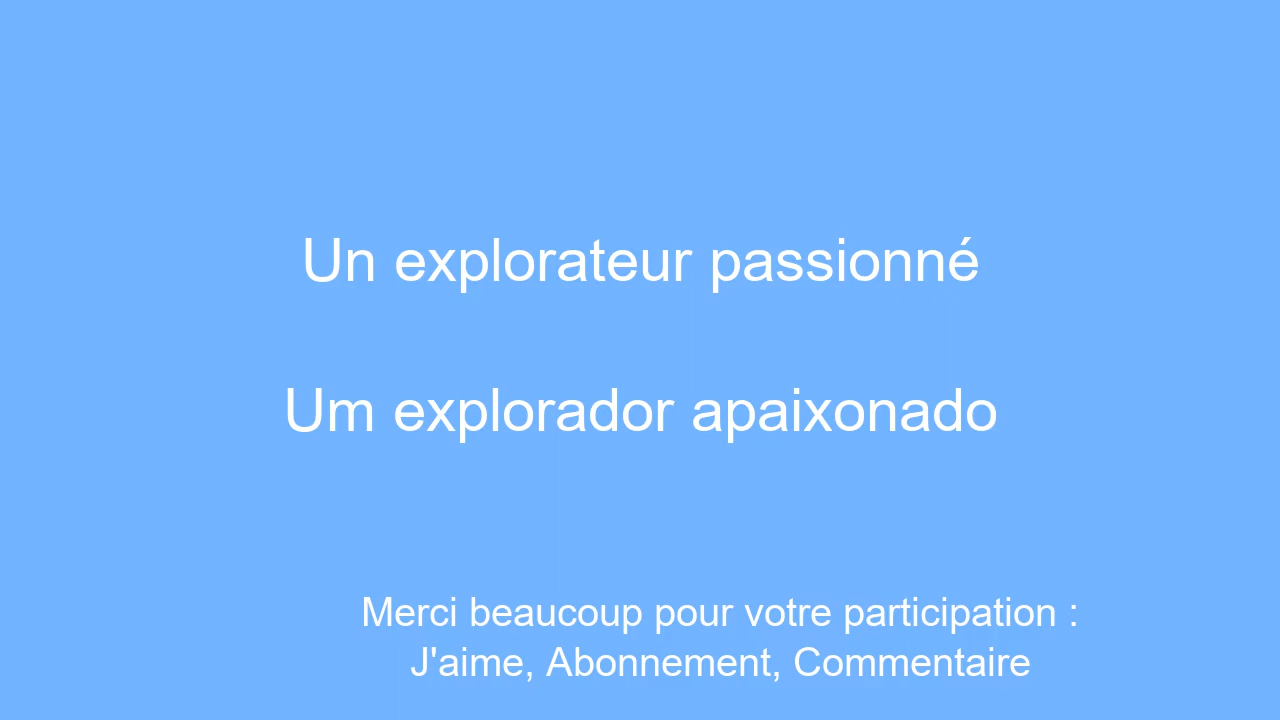 Un explorateur passionné
Um explorador apaixonado
Merci beaucoup pour votre participation :
J'aime, Abonnement, Commentaire